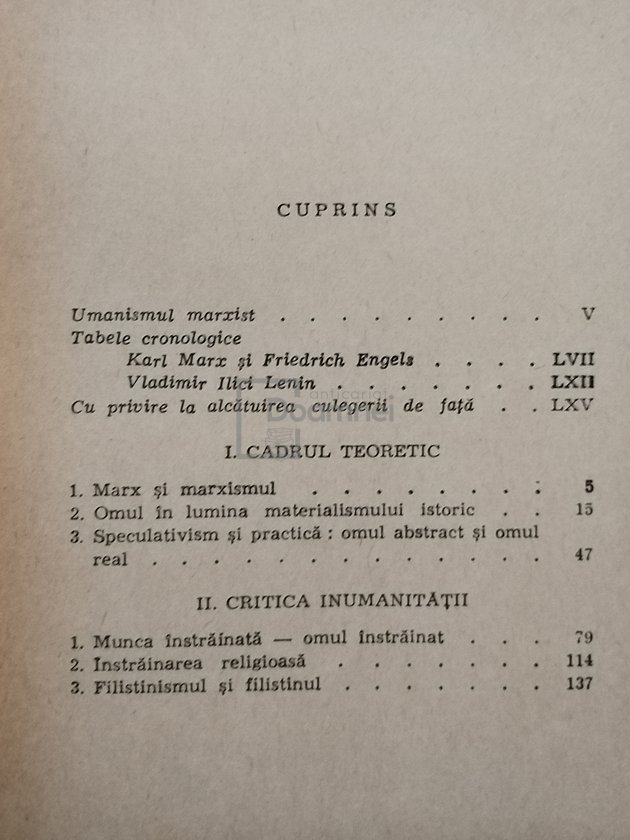 CUPRINS
Umanismul marxist . . . . . . . . . V
Tabele cronologice
Karl Marx și Friedrich Engels . . . . LVII
Vladimir Ilici Lenin . . . . . . . LXII
Cu privire la alcătuirea culegerii de față . . LXV
I. CADRUL TEORETIC
1. Marx și marxismul . . . . . . . . 5
2. Omul în lumina materialismului istoric . . 15
3. Speculativism și practică : omul abstract și omul
real . . . . . . . . . . . . . 47
II. CRITICA INUMANITĂȚII
1. Munca înstrăinată — omul înstrăinat . . . 79
2. Instrăinarea religioasă . . . . . . . 114
3. Filistinismul și filistinul . . . . . . . 137
anticariat
Doamnei